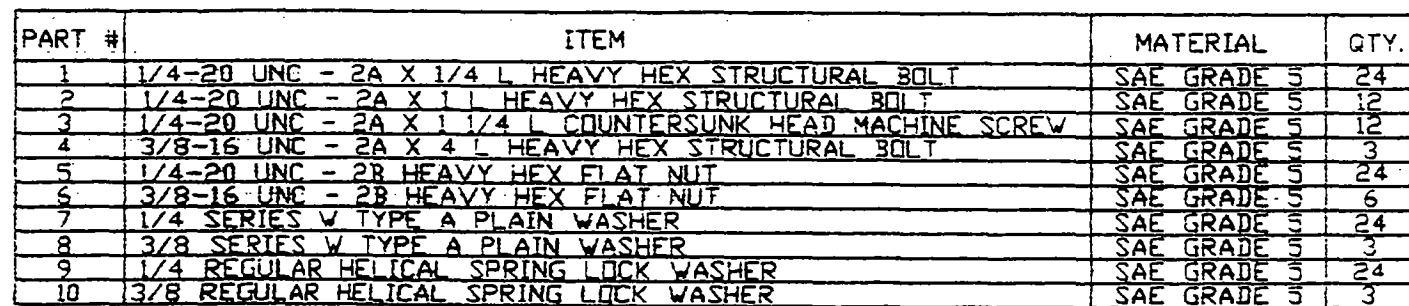 PART # ITEM MATERIAL QTY.
1 1/4-20 UNC - 2A X 1/4 L HEAVY HEX STRUCTURAL BOLT SAE GRADE 5 24
2 1/4-20 UNC - 2A X 1 L HEAVY HEX STRUCTURAL BOLT SAE GRADE 5 12
3 1/4-20 UNC - 2A X 1 1/4 L COUNTERSUNK HEAD MACHINE SCREW SAE GRADE 5 12
4 3/8-16 UNC - 2A X 4 L HEAVY HEX STRUCTURAL BOLT SAE GRADE 5 3
5 1/4-20 UNC - 2B HEAVY HEX FLAT NUT SAE GRADE 5 24
6 3/8-16 UNC - 2B HEAVY HEX FLAT NUT SAE GRADE 5 6
7 1/4 SERIES W TYPE A PLAIN WASHER SAE GRADE 5 24
8 3/8 SERIES W TYPE A PLAIN WASHER SAE GRADE 5 3
9 1/4 REGULAR HELICAL SPRING LOCK WASHER SAE GRADE 5 24
10 3/8 REGULAR HELICAL SPRING LOCK WASHER SAE GRADE 5 3